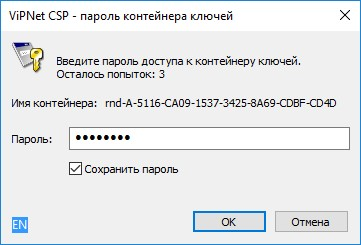 ViPNet CSP - пароль контейнера ключей
Введите пароль доступа к контейнеру ключей.
Осталось попыток: 3
Имя контейнера: rnd-A-5116-CA09-1537-3425-8A69-CDBF-CD4D
Пароль: ●●●●●●●●
Сохранить пароль
EN OK Отмена